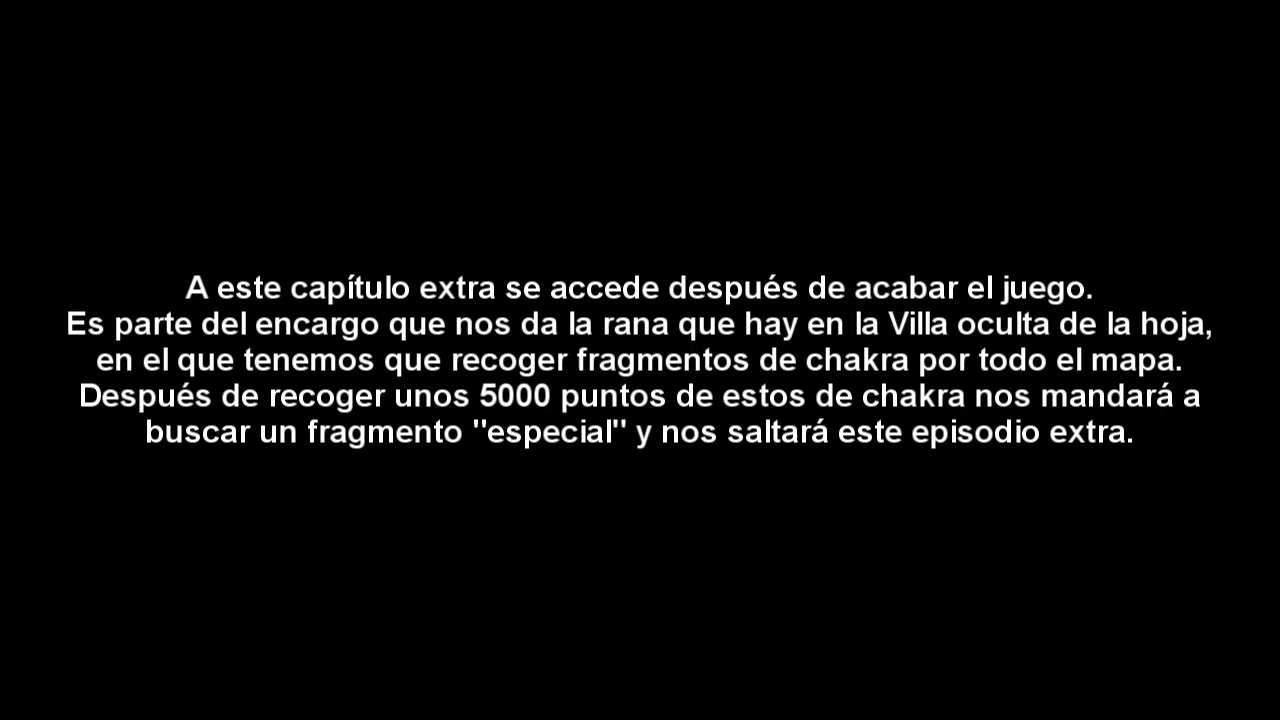 A este capítulo extra se accede después de acabar el juego.
Es parte del encargo que nos da la rana que hay en la Villa oculta de la hoja,
en el que tenemos que recoger fragmentos de chakra por todo el mapa.
Después de recoger unos 5000 puntos de estos de chakra nos mandará a
buscar un fragmento "especial" y nos saltará este episodio extra.